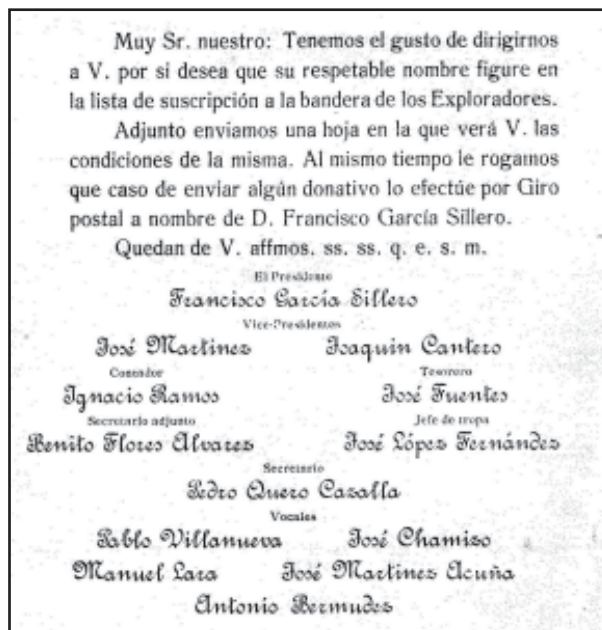 Muy Sr. nuestro: Tenemos el gusto de dirigirnos
a V. por si desea que su respetable nombre figure en
la lista de suscripción a la bandera de los Exploradores.
Adjunto enviamos una hoja en la que verá V. las
condiciones de la misma. Al mismo tiempo le rogamos
que caso de enviar algún donativo lo efectúe por Giro
postal a nombre de D. Francisco García Sillero.
Quedan de V. affmos. ss. ss. q. e. s. m.
El Presidente
Francisco García Sillero
Vice-Presidentes
José Martinez Joaquin Cantero
Contador Tesorero
Ignacio Ramos José Fuentes
Secretario adjunto Jefe de tropa
Benito Flores Alvarez José López Fernández
Secretario
Pedro Quero Cazalla
Vocales
Pablo Villanueva José Chamizo
Manuel Lara José Martinez Acuña
Antonio Bermudez